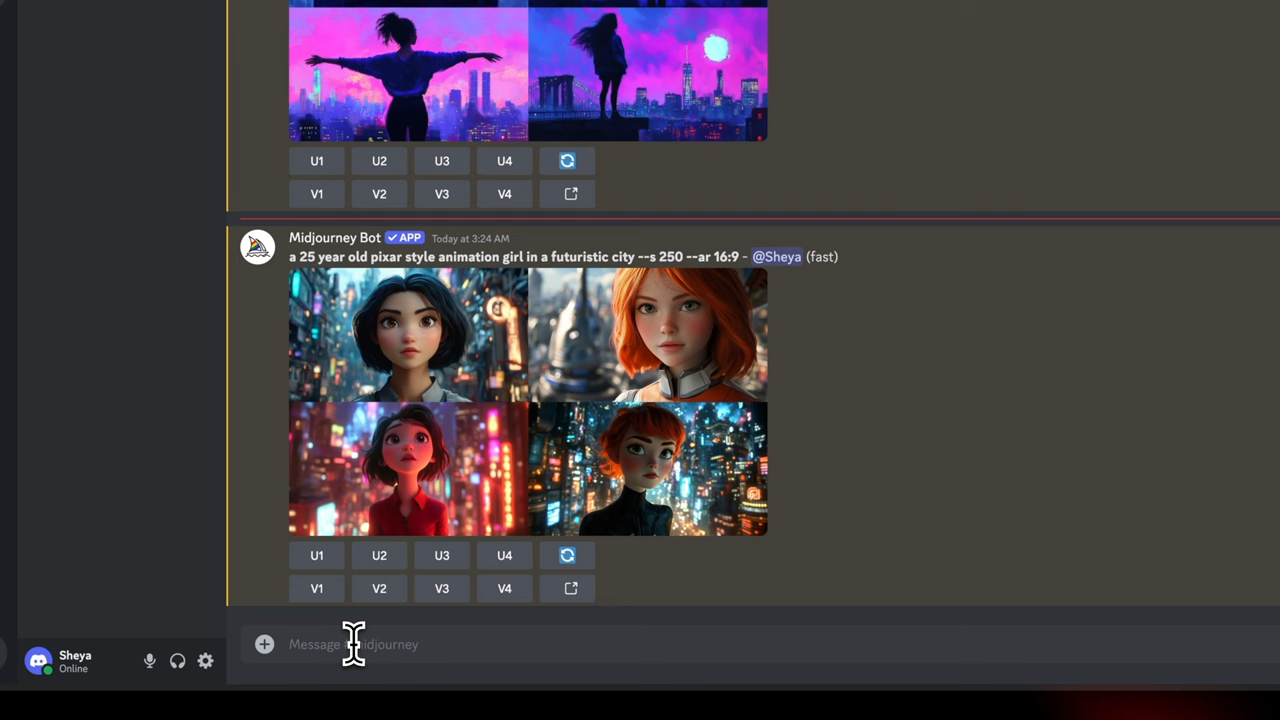 U1 U2 U3 U4
V1 V2 V3 V4
Midjourney Bot APP Today at 3:24 AM
a 25 year old pixar style animation girl in a futuristic city --s 250 --ar 16:9 - @Sheya (fast)
U1 U2 U3 U4
V1 V2 V3 V4
Message idjourney
Sheya
Online